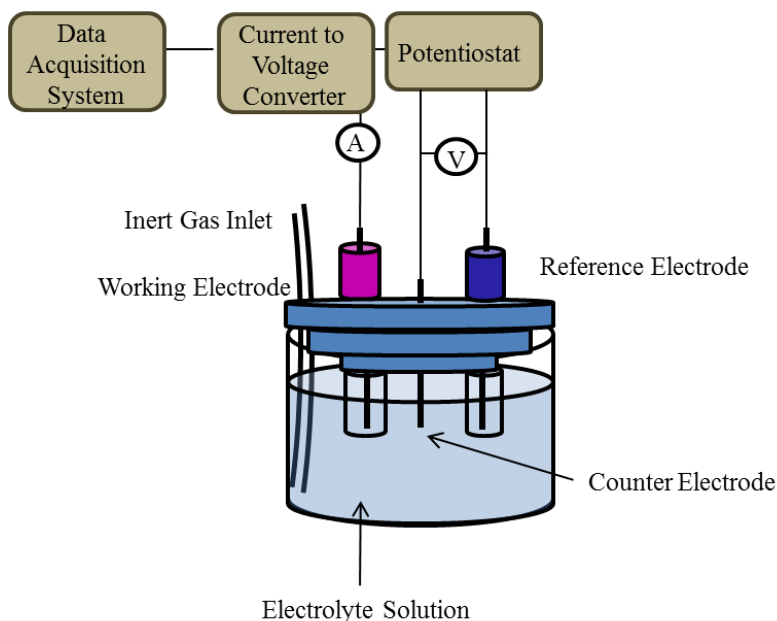 Data
Acquisition
System
Current to
Voltage
Converter
Potentiostat
A
V
Inert Gas Inlet
Working Electrode
Reference Electrode
Counter Electrode
Electrolyte Solution